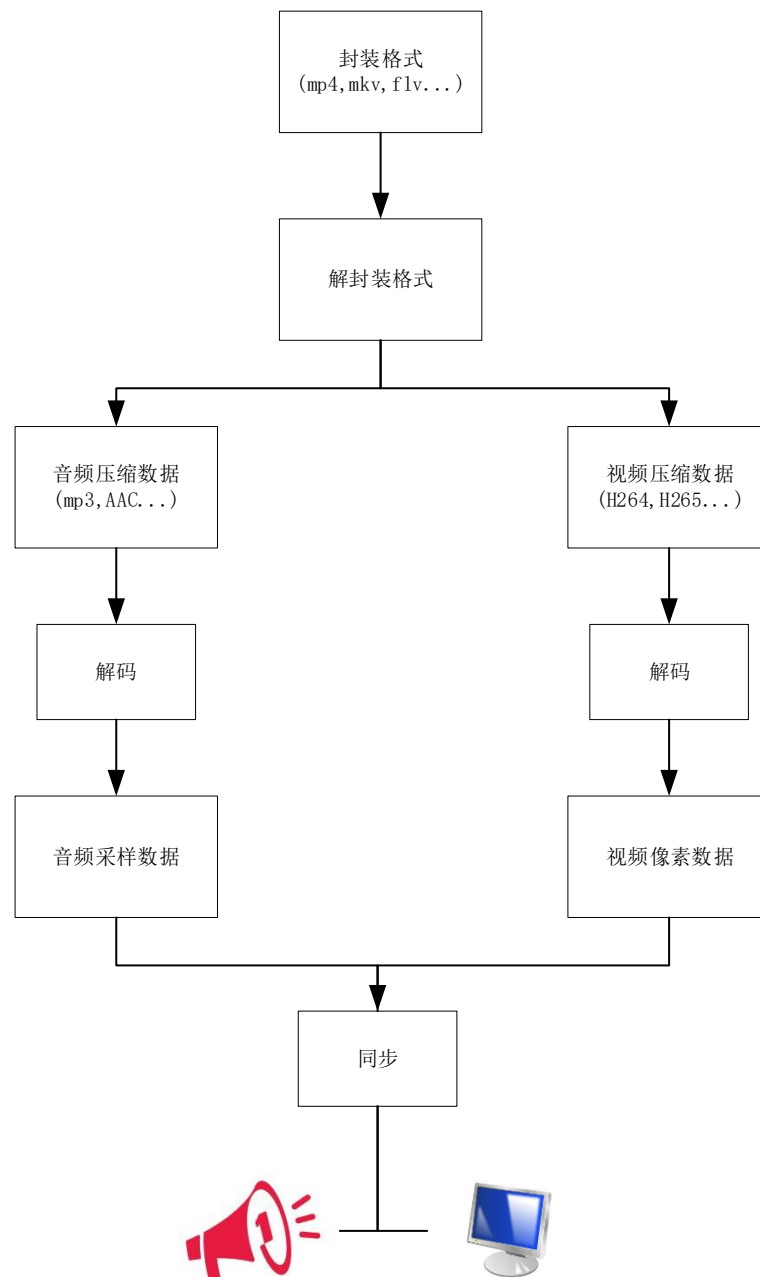 封装格式
(mp4,mkv,flv...)
解封装格式
音频压缩数据
(mp3,AAC...)
视频压缩数据
(H264,H265...)
解码
解码
音频采样数据
视频像素数据
同步